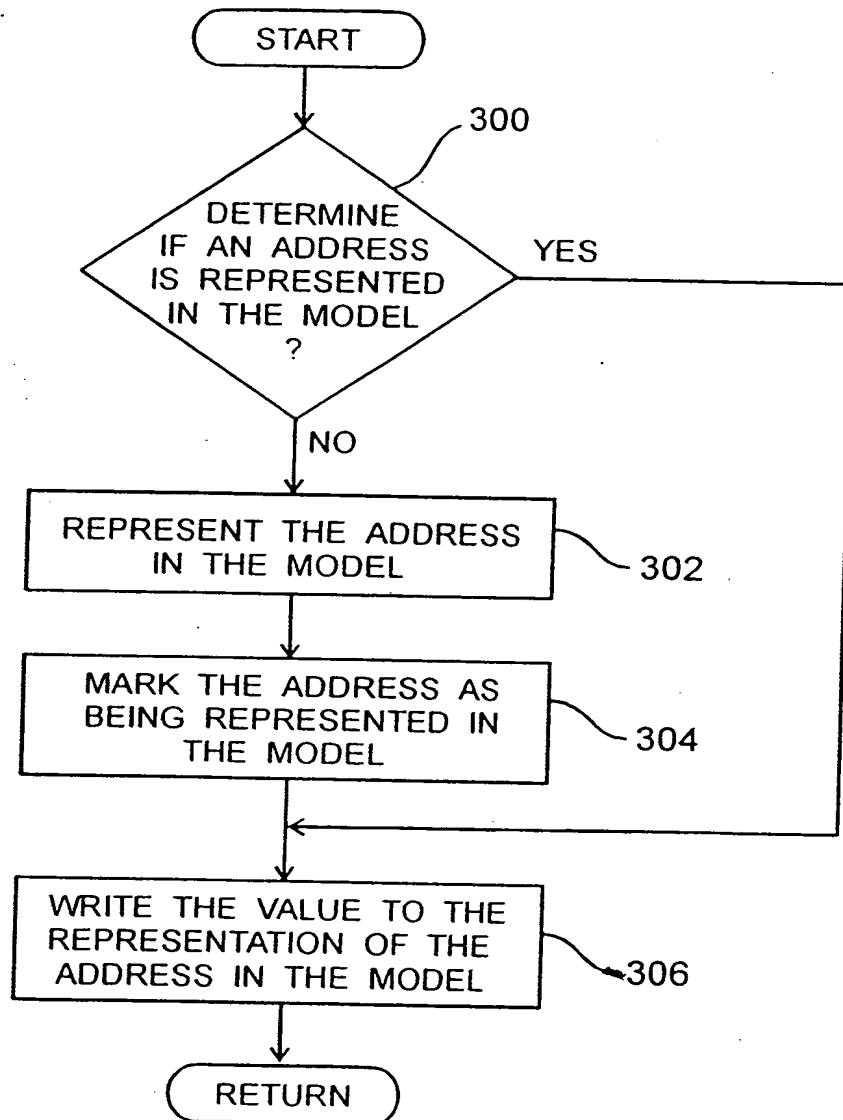 START
300
DETERMINE
IF AN ADDRESS
IS REPRESENTED
IN THE MODEL
?
YES
NO
REPRESENT THE ADDRESS
IN THE MODEL
302
MARK THE ADDRESS AS
BEING REPRESENTED IN
THE MODEL
304
WRITE THE VALUE TO THE
REPRESENTATION OF THE
ADDRESS IN THE MODEL
306
RETURN